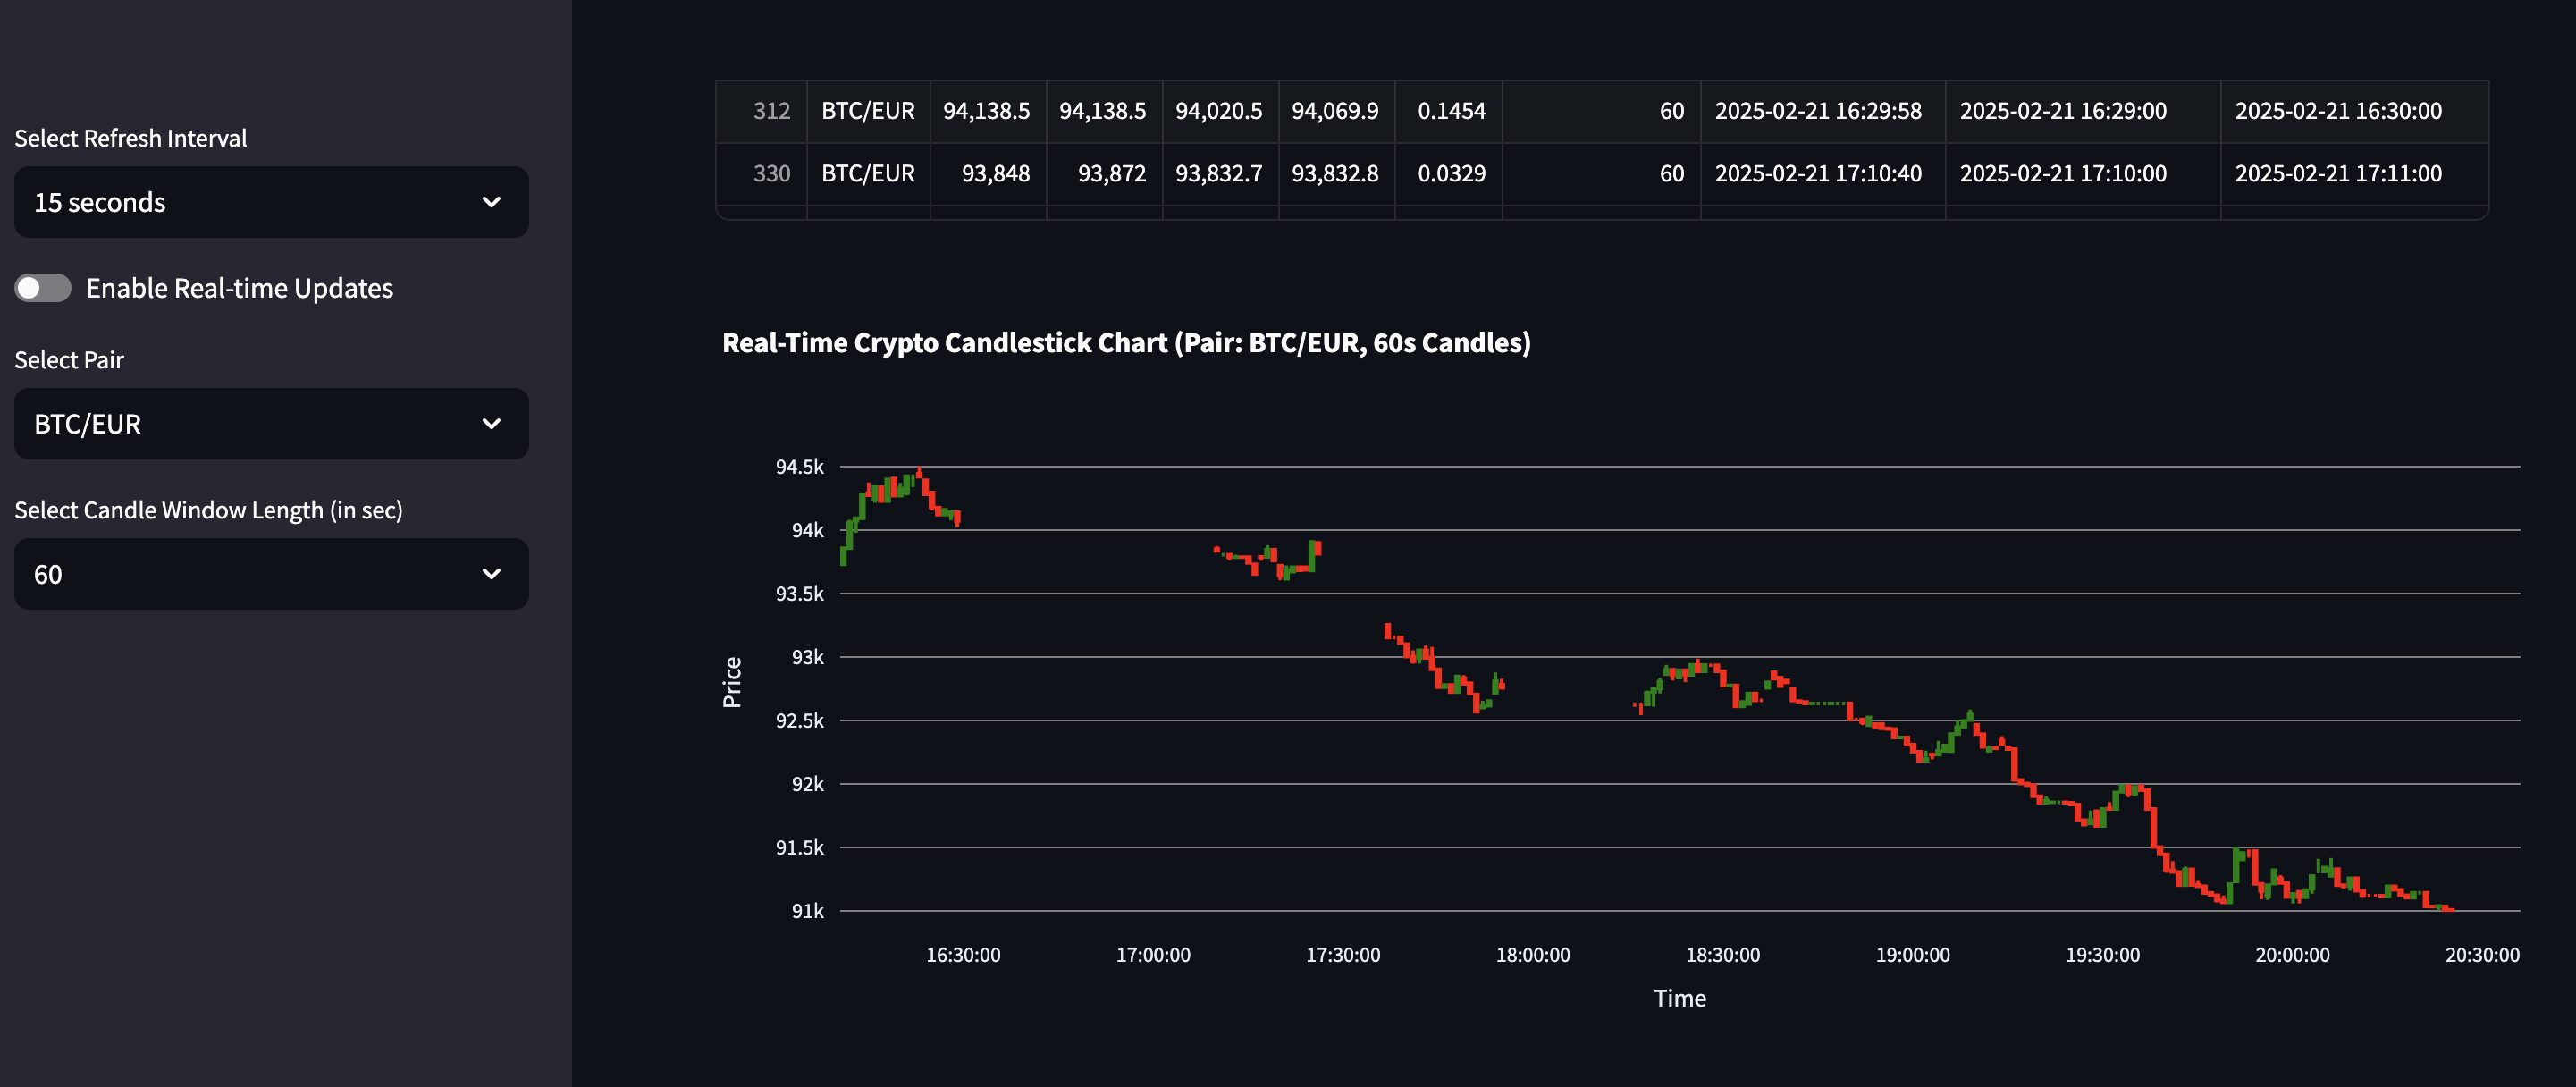 Select Refresh Interval
15 seconds
Enable Real-time Updates
Select Pair
BTC/EUR
Select Candle Window Length (in sec)
60
312 BTC/EUR 94,138.5 94,138.5 94,020.5 94,069.9 0.1454 60 2025-02-21 16:29:58 2025-02-21 16:29:00 2025-02-21 16:30:00
330 BTC/EUR 93,848 93,872 93,832.7 93,832.8 0.0329 60 2025-02-21 17:10:40 2025-02-21 17:10:00 2025-02-21 17:11:00
Real-Time Crypto Candlestick Chart (Pair: BTC/EUR, 60s Candles)
94.5k
94k
93.5k
93k
92.5k
92k
91.5k
91k
Price
16:30:00 17:00:00 17:30:00 18:00:00 18:30:00 19:00:00 19:30:00 20:00:00 20:30:00
Time